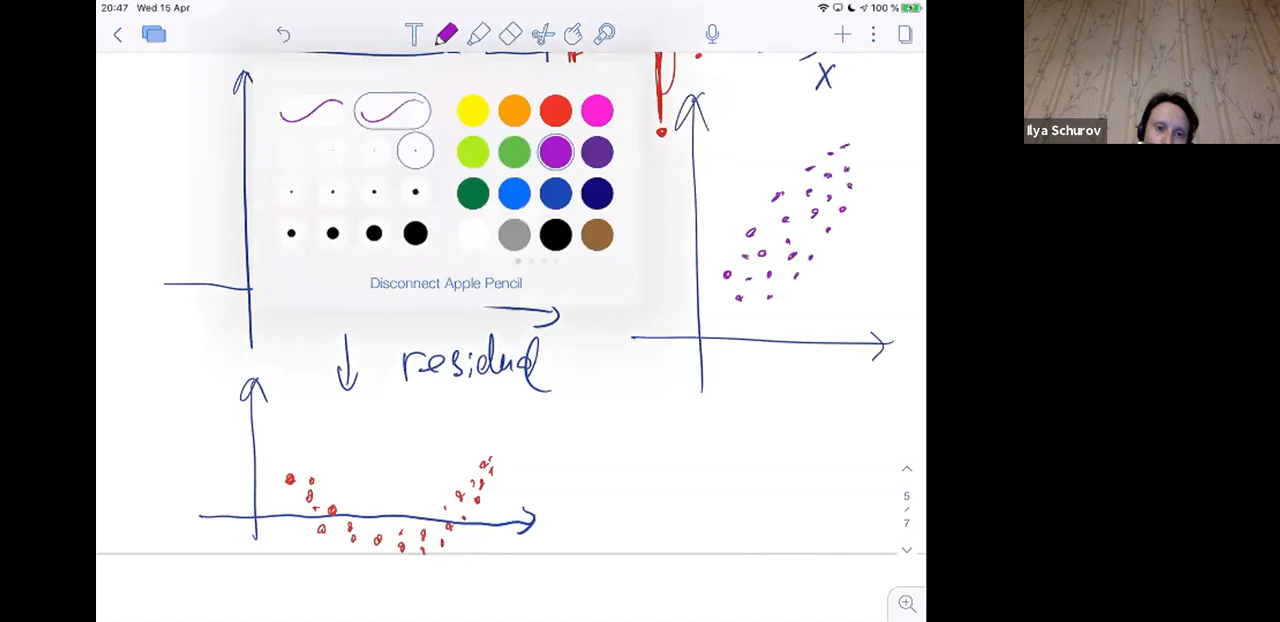 20:47 Wed 15 Apr
100 %
T
x
Ilya Schurov
Disconnect Apple Pencil
residual
5
/
7